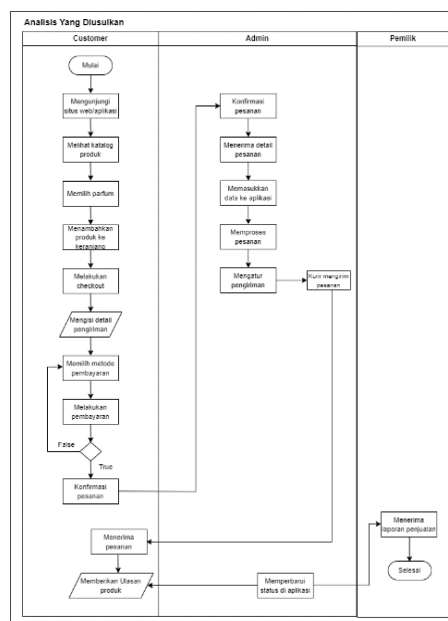 Analisis Yang Diusulkan
Customer
Admin
Pemilik
Mulai
Mengunjungi
situs web/aplikasi
Melihat katalog
produk
Memilih parfum
Menambahkan
produk ke
keranjang
Melakukan
checkout
Mengisi detail
pengiriman
Memilih metode
pembayaran
Melakukan
pembayaran
False
True
Konfirmasi
pesanan
Konfirmasi
pesanan
Menerima detail
pesanan
Memasukkan
data ke aplikasi
Memproses
pesanan
Mengatur
pengiriman
Kurir mengirim
pesanan
Menerima
pesanan
Memberikan Ulasan
produk
Memperbarui
status di aplikasi
Menerima
laporan penjualan
Selesai